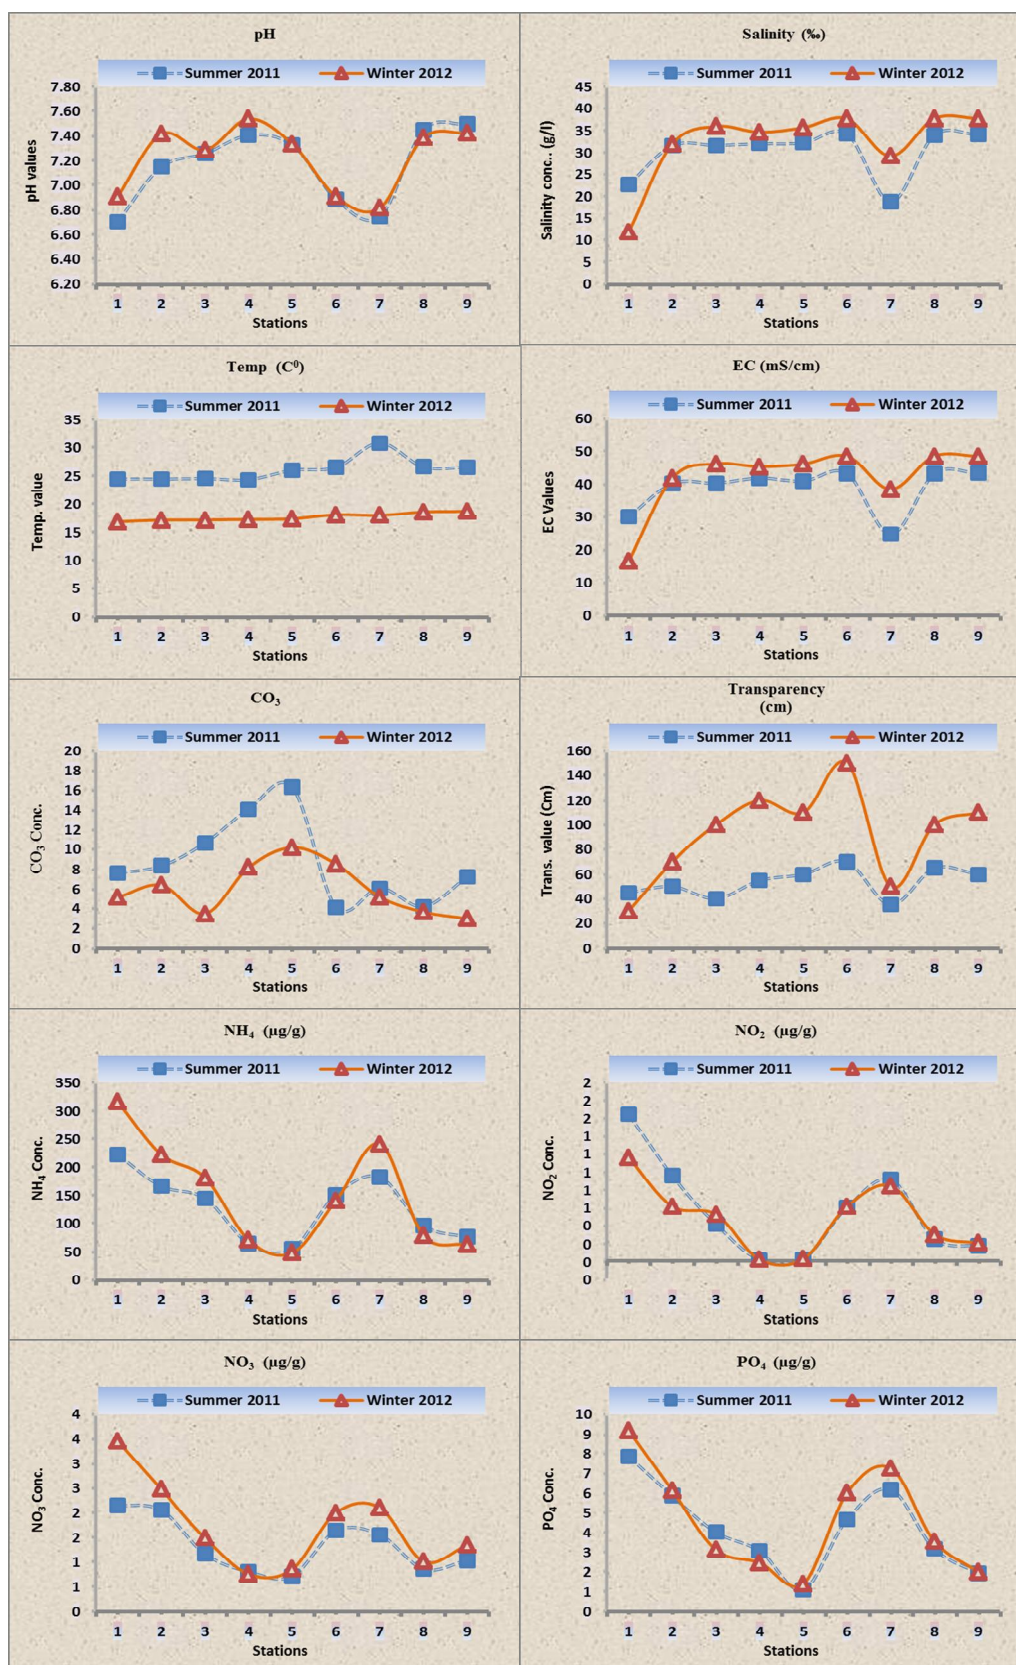 pH
Summer 2011 Winter 2012
7.80
7.60
7.40
7.20
7.00
6.80
6.60
6.40
6.20
pH values
1 2 3 4 5 6 7 8 9
Stations
Salinity (‰)
Summer 2011 Winter 2012
45
40
35
30
25
20
15
10
5
0
Salinity conc.. (g/l)
1 2 3 4 5 6 7 8 9
Stations
Temp (C⁰)
Summer 2011 Winter 2012
35
30
25
20
15
10
5
0
Temp. value
1 2 3 4 5 6 7 8 9
Stations
EC (mS/cm)
Summer 2011 Winter 2012
60
50
40
30
20
10
0
EC Values
1 2 3 4 5 6 7 8 9
Stations
CO₃
Summer 2011 Winter 2012
20
18
16
14
12
10
8
6
4
2
0
CO₃ Conc.
1 2 3 4 5 6 7 8 9
Stations
Transparency
(cm)
Summer 2011 Winter 2012
160
140
120
100
80
60
40
20
0
Trans. value (Cm)
1 2 3 4 5 6 7 8 9
Stations
NH₄ (µg/g)
Summer 2011 Winter 2012
350
300
250
200
150
100
50
0
NH₄ Conc.
1 2 3 4 5 6 7 8 9
Stations
NO₂ (µg/g)
Summer 2011 Winter 2012
2
2
2
1
1
1
1
1
0
0
0
0
NO₂ Conc.
1 2 3 4 5 6 7 8 9
Stations
NO₃ (µg/g)
Summer 2011 Winter 2012
4
4
3
3
2
2
1
1
0
NO₃ Conc.
1 2 3 4 5 6 7 8 9
Stations
PO₄ (µg/g)
Summer 2011 Winter 2012
10
9
8
7
6
5
4
3
2
1
0
PO₄ Conc.
1 2 3 4 5 6 7 8 9
Stations